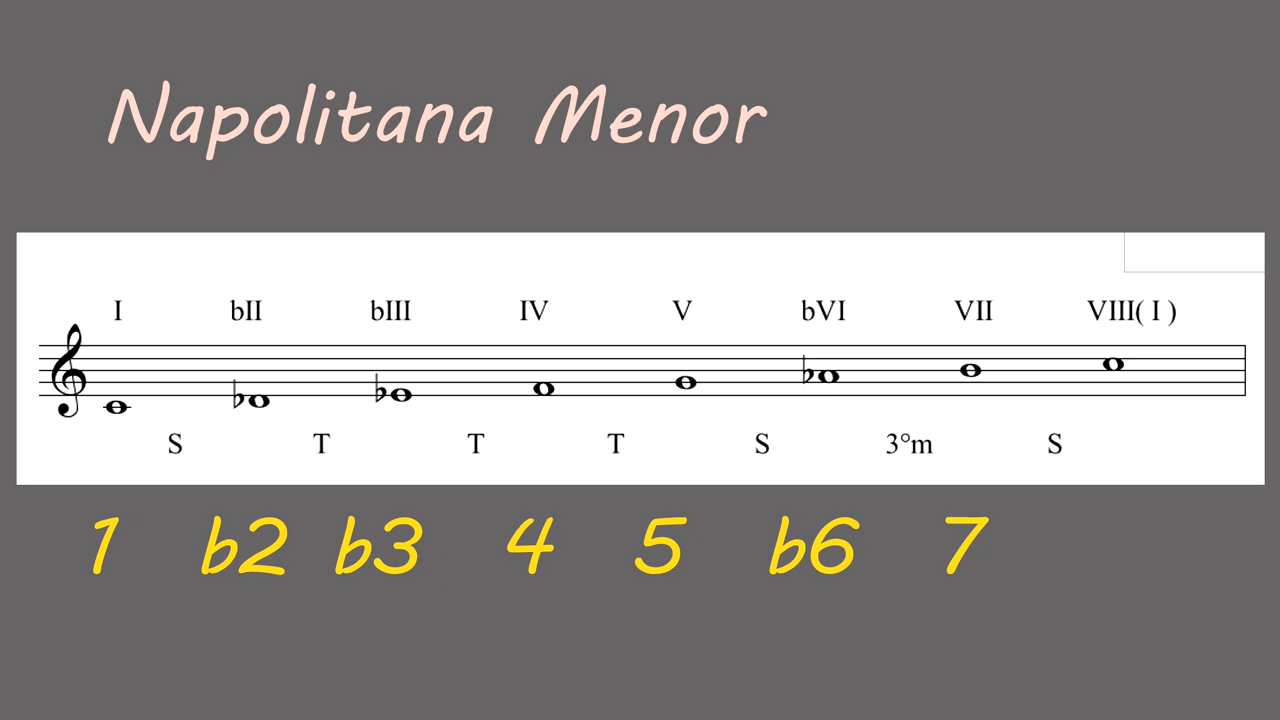 Napolitana Menor
I bII bIII IV V bVI VII VIII( I )
S T T T S 3°m S
1 b2 b3 4 5 b6 7